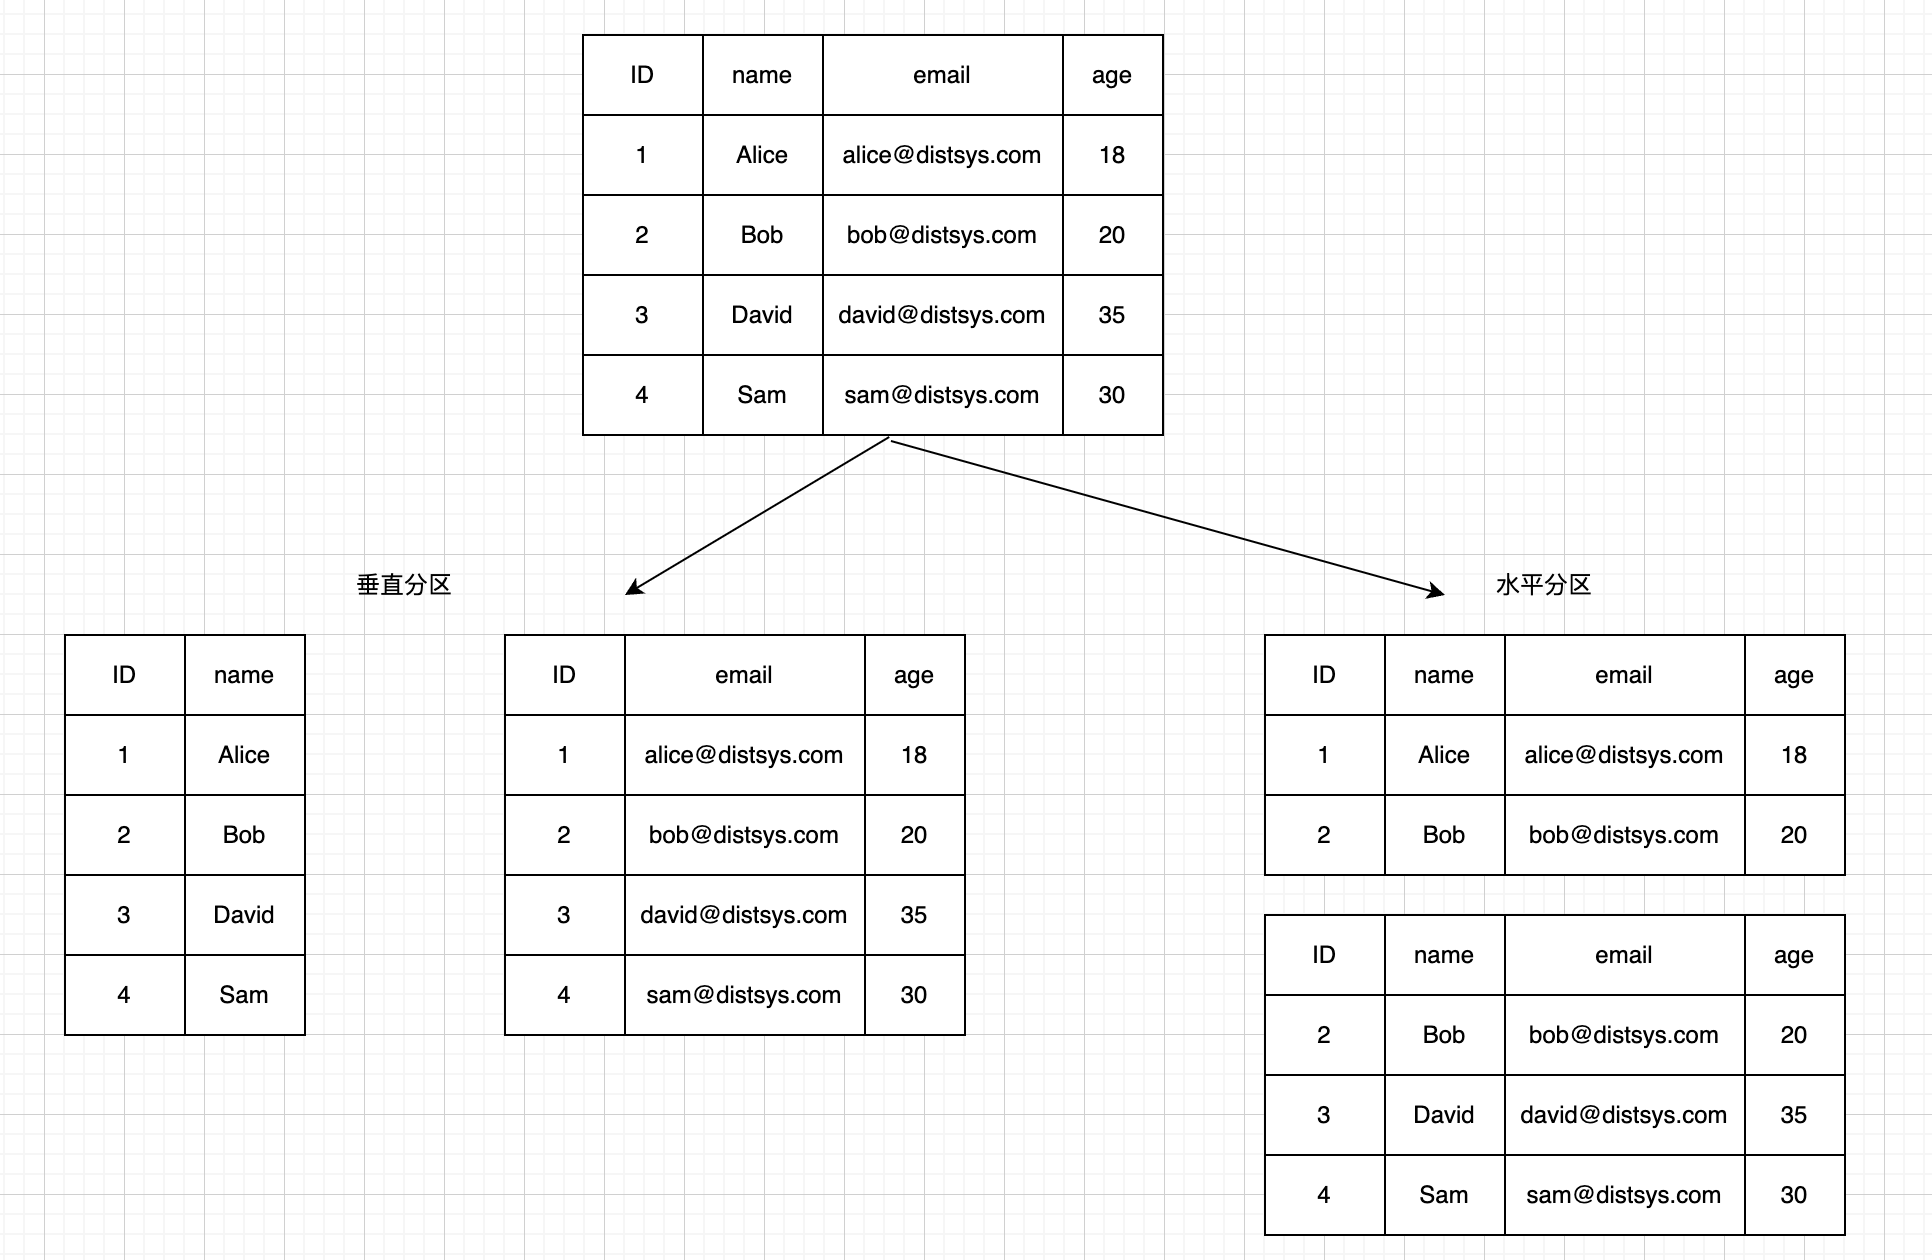 ID name email age
1 Alice alice@distsys.com 18
2 Bob bob@distsys.com 20
3 David david@distsys.com 35
4 Sam sam@distsys.com 30
垂直分区
ID name
1 Alice
2 Bob
3 David
4 Sam
ID email age
1 alice@distsys.com 18
2 bob@distsys.com 20
3 david@distsys.com 35
4 sam@distsys.com 30
水平分区
ID name email age
1 Alice alice@distsys.com 18
2 Bob bob@distsys.com 20
ID name email age
2 Bob bob@distsys.com 20
3 David david@distsys.com 35
4 Sam sam@distsys.com 30